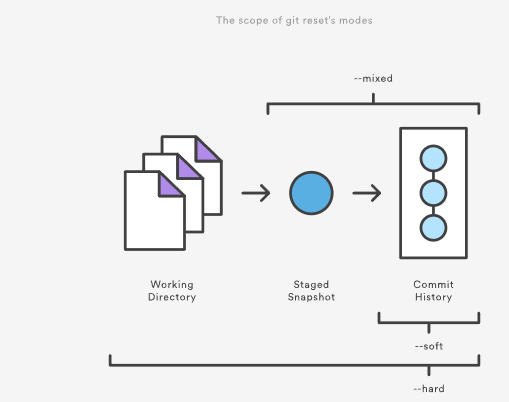 The scope of git reset's modes
--mixed
Working
Directory
Staged
Snapshot
Commit
History
--soft
--hard